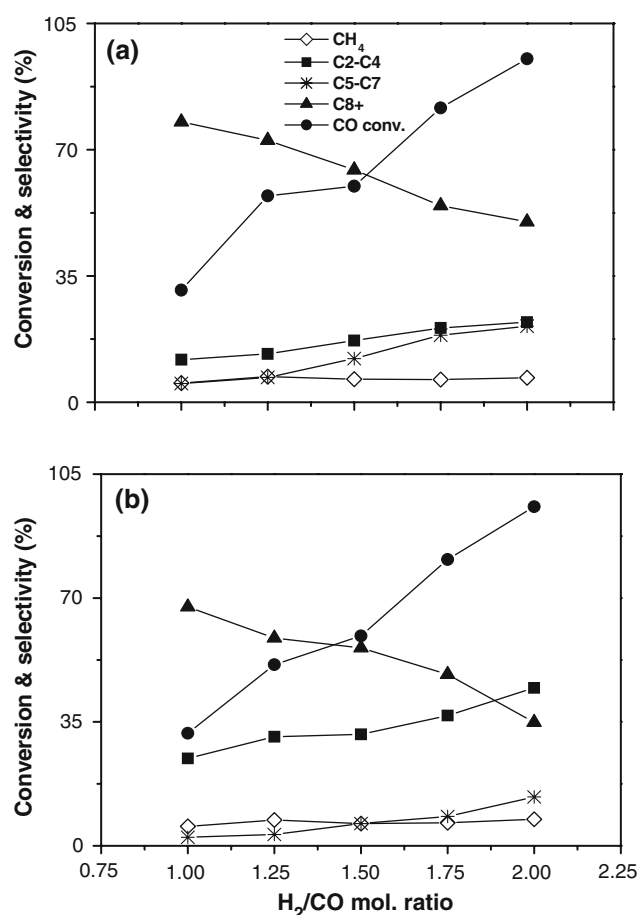 105
70
35
0
Conversion & selectivity (%)
(a)
CH4
C2-C4
C5-C7
C8+
CO conv.
105
70
35
0
Conversion & selectivity (%)
(b)
0.75 1.00 1.25 1.50 1.75 2.00 2.25
H2/CO mol. ratio